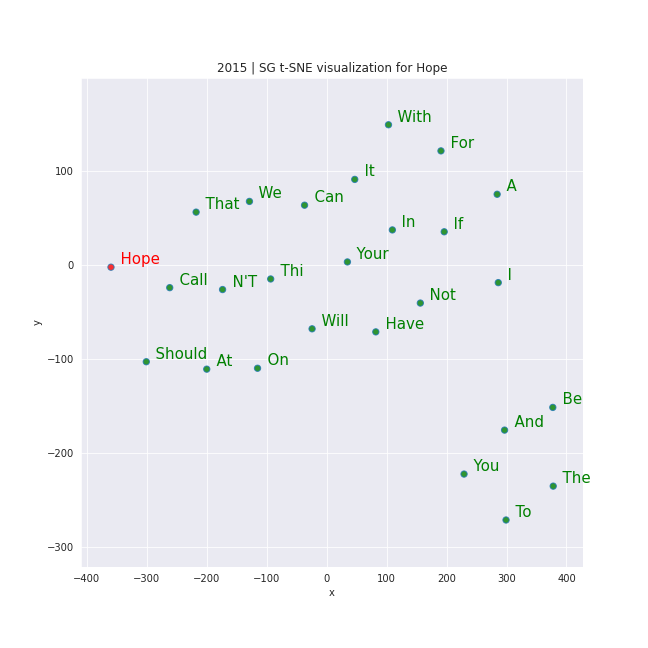 2015 | SG t-SNE visualization for Hope
With
For
It
A
We
Can
That
In
If
Your
Hope
Thi
I
Call
N'T
Not
Will
Have
Should
At
On
Be
And
You
The
To
100
0
−100
−200
−300
y
−400 −300 −200 −100 0 100 200 300 400
x